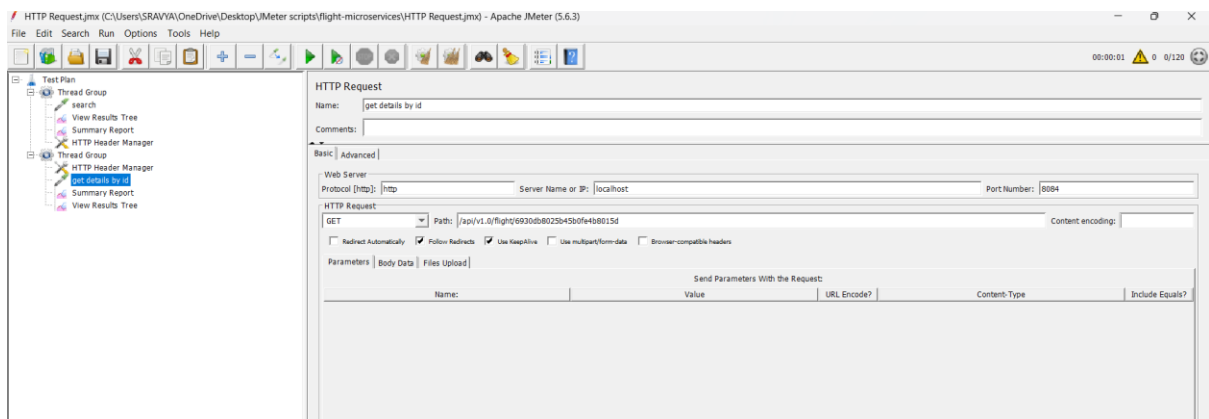 HTTP Request.jmx (C:\Users\SRAVYA\OneDrive\Desktop\JMeter scripts\flight-microservices\HTTP Request.jmx) - Apache JMeter (5.6.3)
File Edit Search Run Options Tools Help
00:00:01 0 0/120
Test Plan
Thread Group
search
View Results Tree
Summary Report
HTTP Header Manager
Thread Group
HTTP Header Manager
get details by id
Summary Report
View Results Tree
HTTP Request
Name: get details by id
Comments:
Basic Advanced
Web Server
Protocol [http]: http Server Name or IP: localhost Port Number: 8084
HTTP Request
GET Path: /api/v1.0/flight/6930db8025b45b0fe4b8015d Content encoding:
Redirect Automatically Follow Redirects Use KeepAlive Use multipart/form-data Browser-compatible headers
Parameters Body Data Files Upload
Send Parameters With the Request:
Name: Value URL Encode? Content-Type Include Equals?